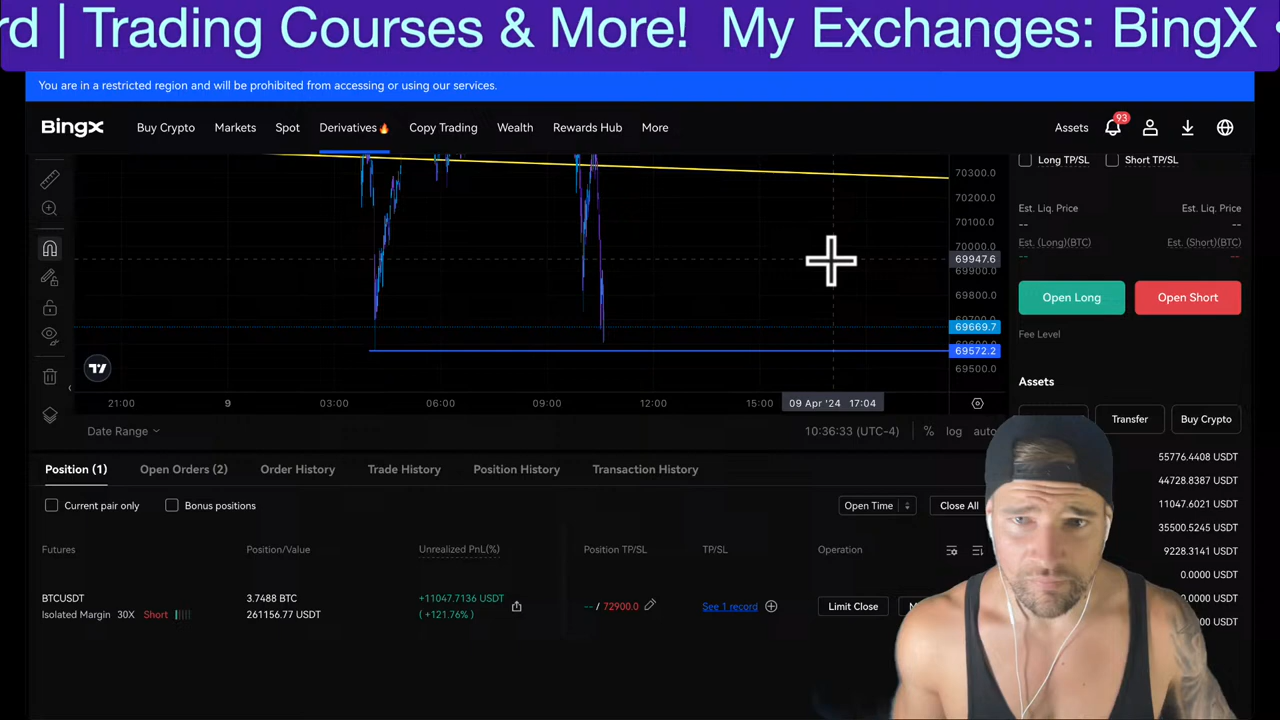 rd | Trading Courses & More! My Exchanges: BingX
You are in a restricted region and will be prohibited from accessing or using our services.
BingX Buy Crypto Markets Spot Derivatives🔥 Copy Trading Wealth Rewards Hub More Assets 93
Long TP/SL Short TP/SL
70300.0
70200.0
70100.0
70000.0
69947.6
69900.0
69800.0
69669.7
69572.2
69500.0
Est. Liq. Price Est. Liq. Price
-- --
Est. (Long)(BTC) Est. (Short)(BTC)
-- --
Open Long Open Short
Fee Level
Assets
Transfer Buy Crypto
21:00 9 03:00 06:00 09:00 12:00 15:00 09 Apr '24 17:04
Date Range 10:36:33 (UTC-4) % log auto
55776.4408 USDT
44728.8387 USDT
11047.6021 USDT
35500.5245 USDT
9228.3141 USDT
0.0000 USDT
0.0000 USDT
0.0000 USDT
Position (1) Open Orders (2) Order History Trade History Position History Transaction History
Current pair only Bonus positions Open Time Close All
Futures Position/Value Unrealized PnL(%) Position TP/SL TP/SL Operation
BTCUSDT 3.7488 BTC +11047.7136 USDT
Isolated Margin 30X Short 261156.77 USDT (+121.76%)
-- / 72900.0 See 1 record Limit Close